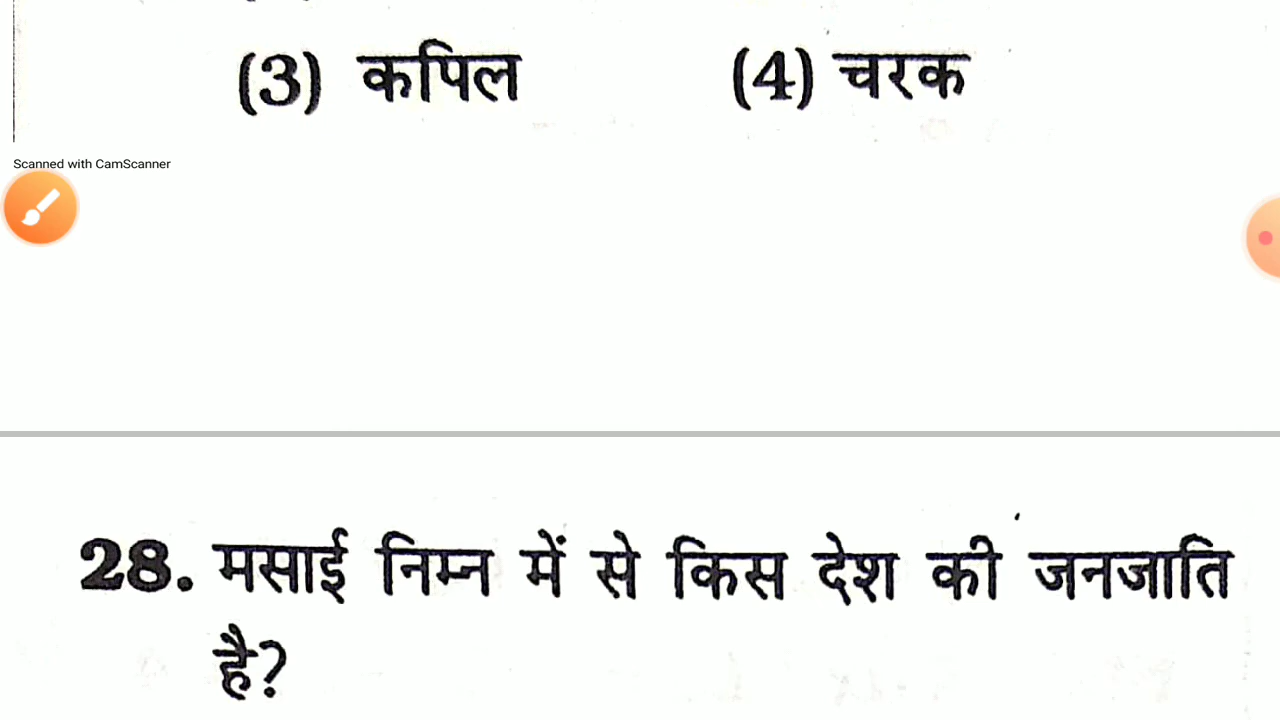 (3) कपिल (4) चरक
Scanned with CamScanner
28. मसाई निम्न में से किस देश की जनजाति
है?